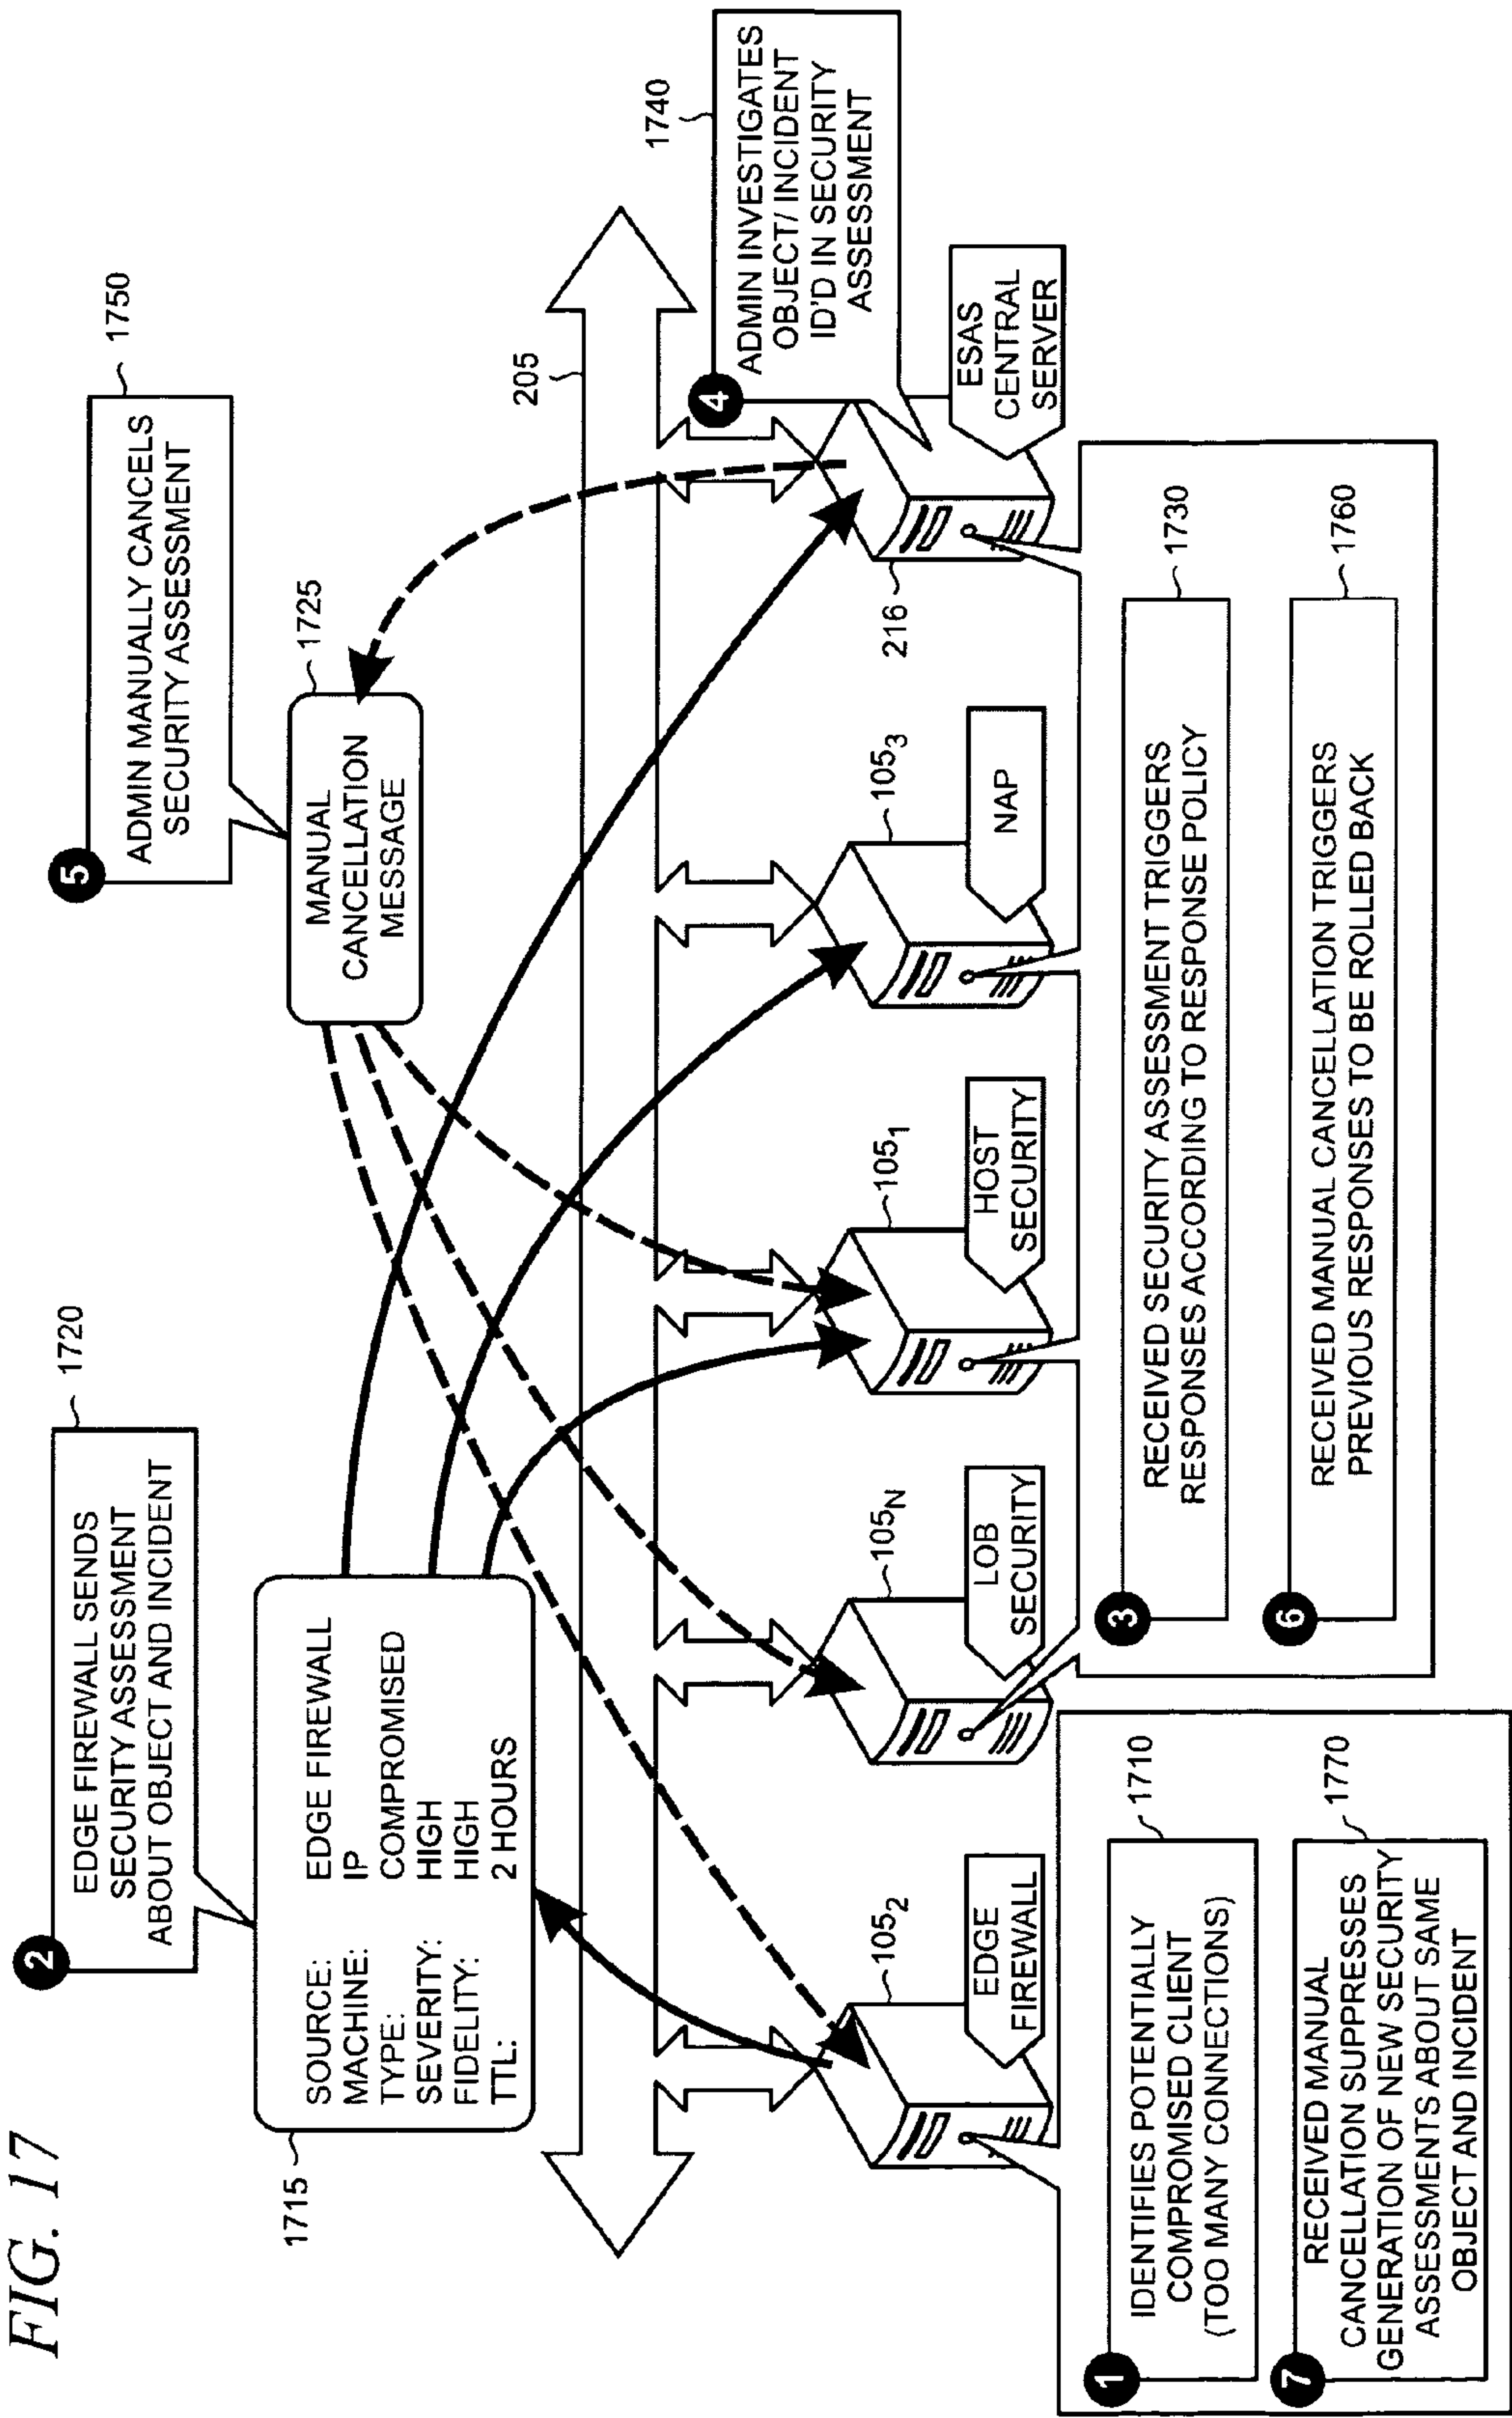 FIG. 17
2
EDGE FIREWALL SENDS
SECURITY ASSESSMENT
ABOUT OBJECT AND INCIDENT
1720
5
ADMIN MANUALLY CANCELS
SECURITY ASSESSMENT
1750
1715
SOURCE: EDGE FIREWALL
MACHINE: IP
TYPE: COMPROMISED
SEVERITY: HIGH
FIDELITY: HIGH
TTL: 2 HOURS
MANUAL
CANCELLATION
MESSAGE
1725
205
1740
4
ADMIN INVESTIGATES
OBJECT/ INCIDENT
ID'D IN SECURITY
ASSESSMENT
105₂
EDGE
FIREWALL
105N
LOB
SECURITY
105₁
HOST
SECURITY
105₃
NAP
216
ESAS
CENTRAL
SERVER
1
IDENTIFIES POTENTIALLY
COMPROMISED CLIENT
(TOO MANY CONNECTIONS)
1710
7
RECEIVED MANUAL
CANCELLATION SUPPRESSES
GENERATION OF NEW SECURITY
ASSESSMENTS ABOUT SAME
OBJECT AND INCIDENT
1770
3
RECEIVED SECURITY ASSESSMENT TRIGGERS
RESPONSES ACCORDING TO RESPONSE POLICY
1730
6
RECEIVED MANUAL CANCELLATION TRIGGERS
PREVIOUS RESPONSES TO BE ROLLED BACK
1760